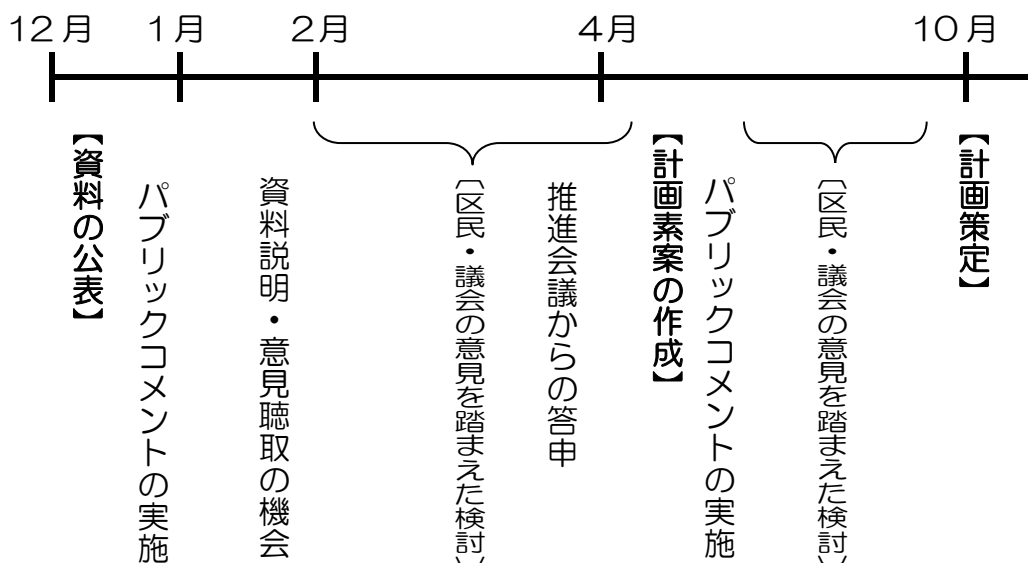 12月
1月
2月
4月
10月
【資料の公表】
パブリックコメントの実施
資料説明・意見聴取の機会
〔区民・議会の意見を踏まえた検討〕
推進会議からの答申
【計画素案の作成】
パブリックコメントの実施
〔区民・議会の意見を踏まえた検討〕
【計画策定】